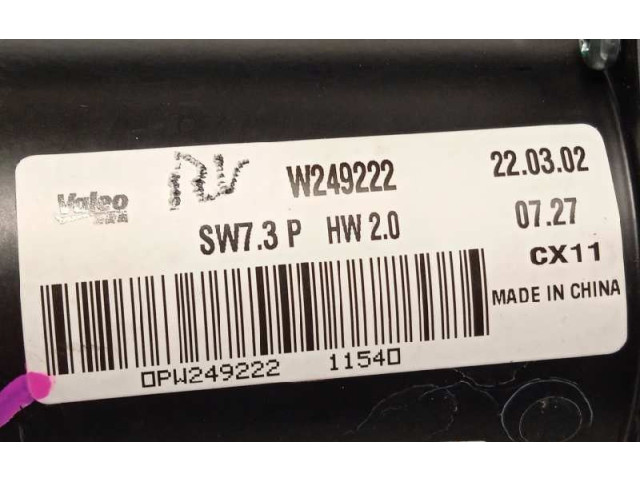 Valeo
W249222
22.03.02
SW7.3 P HW 2.0
07.27
CX11
MADE IN CHINA
0PW249222 11540